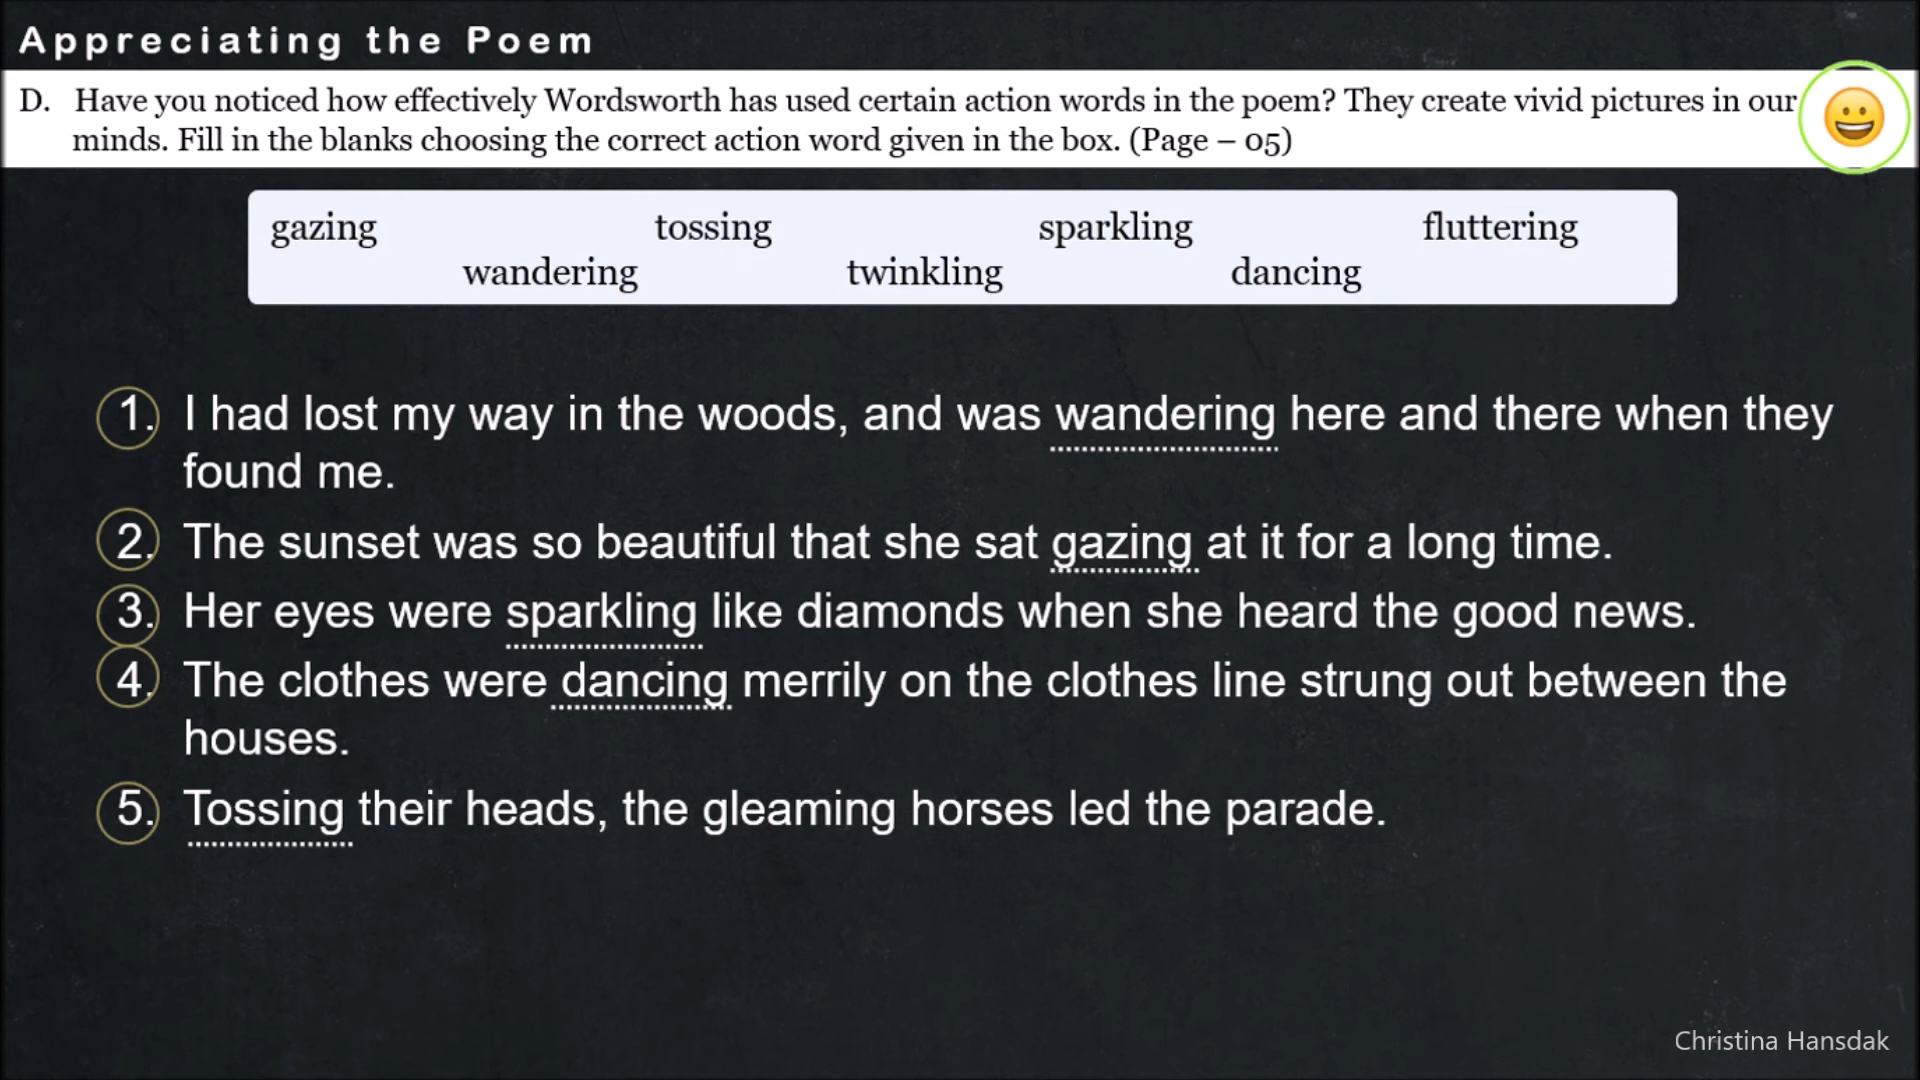 Appreciating the Poem
D. Have you noticed how effectively Wordsworth has used certain action words in the poem? They create vivid pictures in our
minds. Fill in the blanks choosing the correct action word given in the box. (Page – 05)
gazing tossing sparkling fluttering
wandering twinkling dancing
1. I had lost my way in the woods, and was wandering here and there when they
found me.
2. The sunset was so beautiful that she sat gazing at it for a long time.
3. Her eyes were sparkling like diamonds when she heard the good news.
4. The clothes were dancing merrily on the clothes line strung out between the
houses.
5. Tossing their heads, the gleaming horses led the parade.
Christina Hansdak